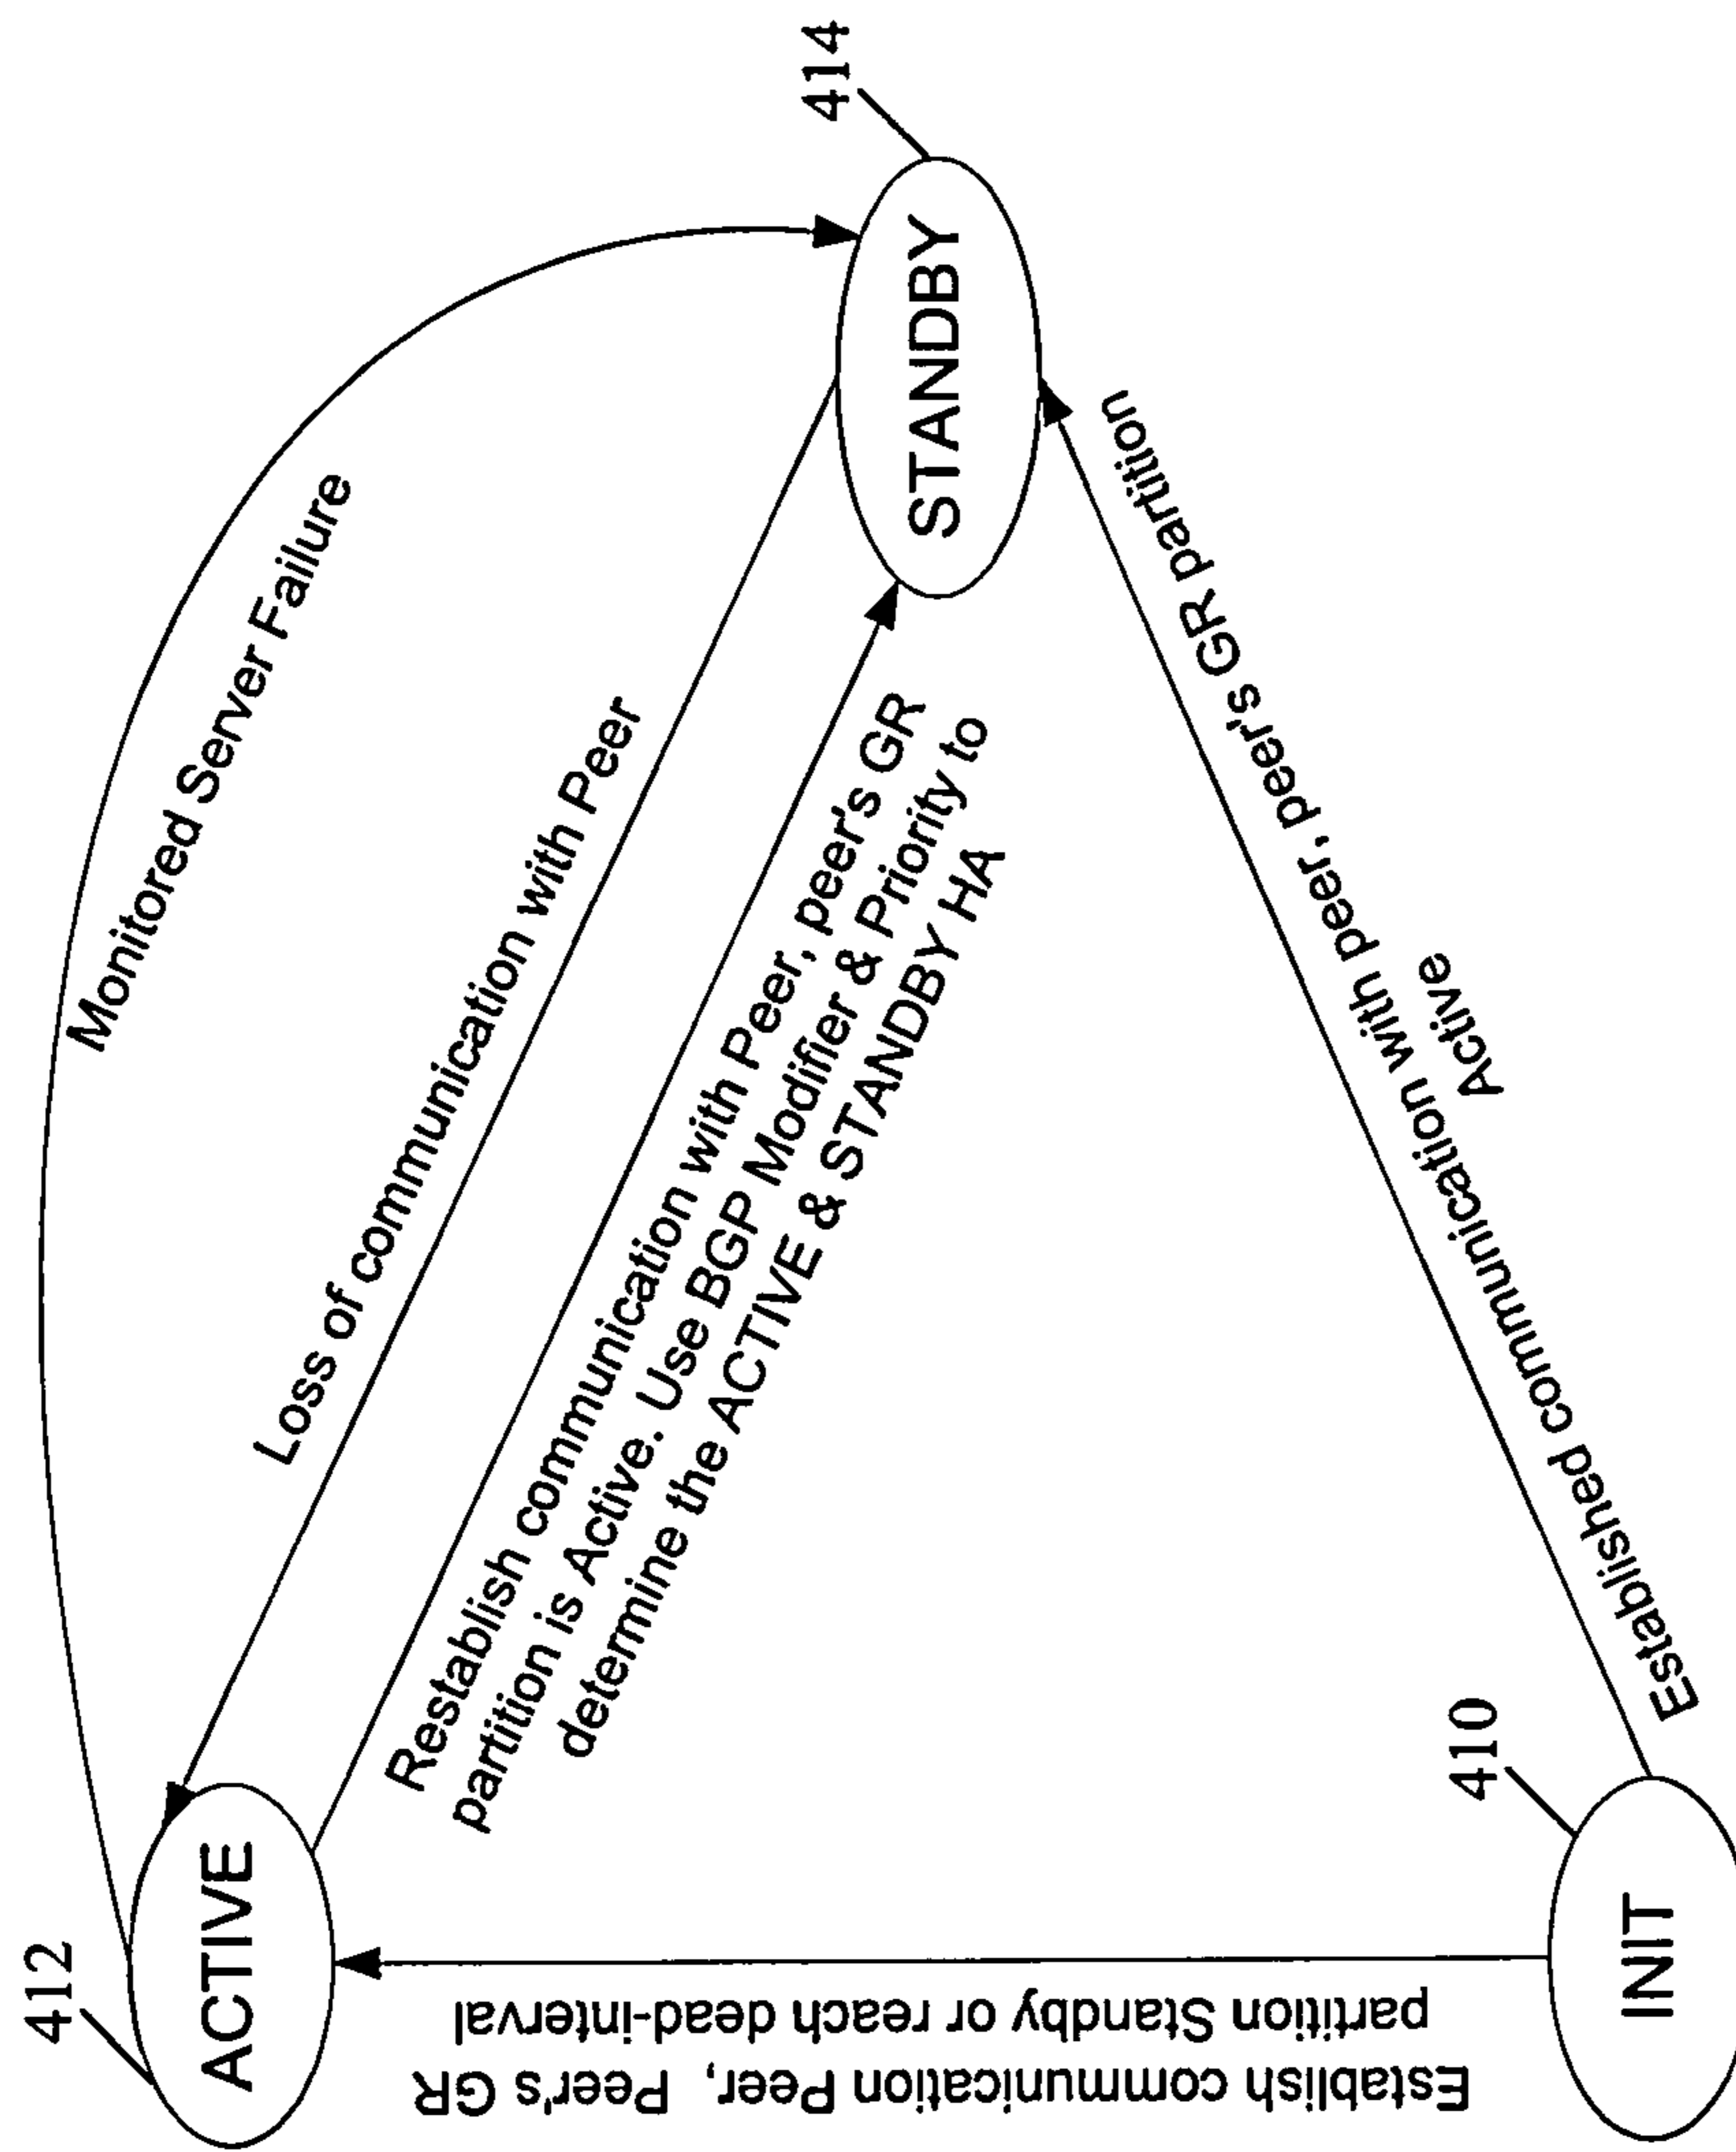 412
ACTIVE
Monitored Server Failure
Loss of communication with Peer
Restablish communication with Peer; peer's GR
partition is Active. Use BGP Modifier & Priority to
determine the ACTIVE & STANDBY HA
414
STANDBY
Establish communication Peer, Peer's GR
partition Standby or reach dead-interval
Established communication with peer, peer's GR partition
Active
410
INIT